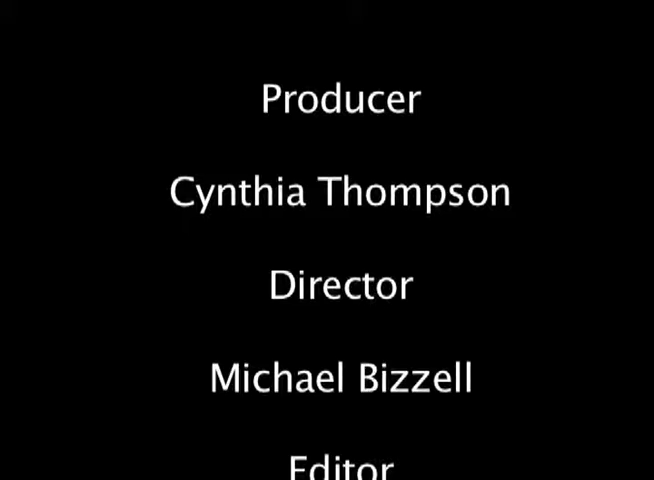 Producer
Cynthia Thompson
Director
Michael Bizzell
Editor